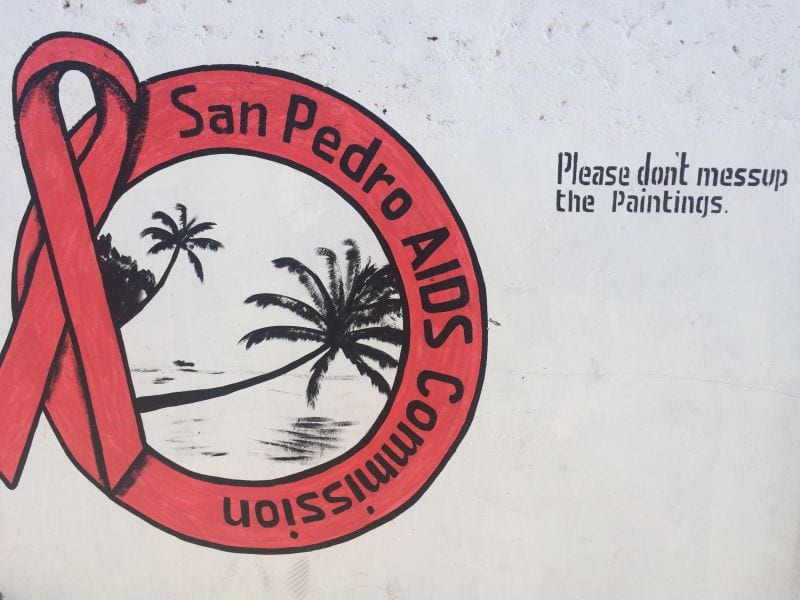 San Pedro AIDS Commission
Please don't messup
the Paintings.